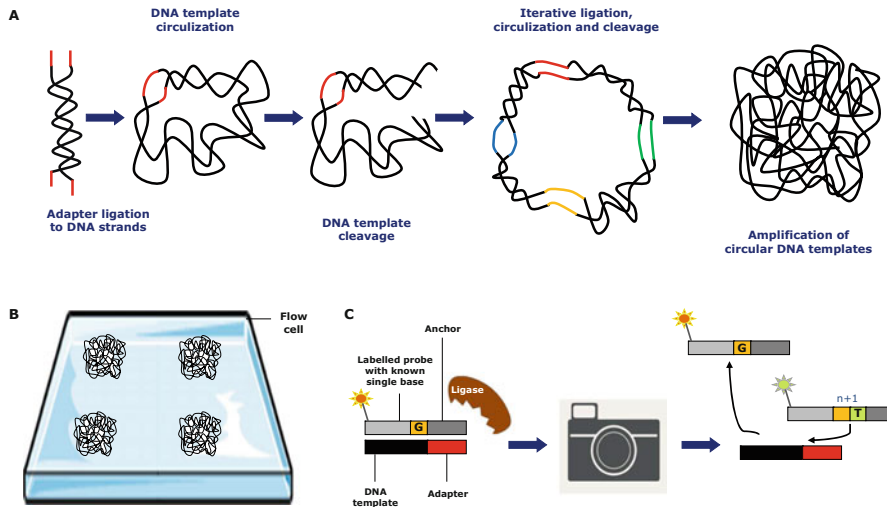 A
DNA template
circulization
Iterative ligation,
circulization and cleavage
Adapter ligation
to DNA strands
DNA template
cleavage
Amplification of
circular DNA templates
B
Flow
cell
C
Anchor
Labelled probe
with known
single base
Ligase
G
DNA
template
Adapter
G
n+1
T